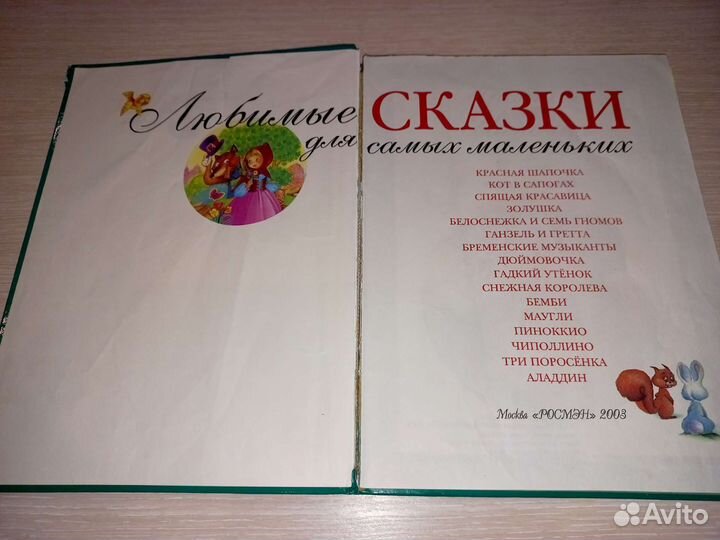 Любимые СКАЗКИ
для самых маленьких
КРАСНАЯ ШАПОЧКА
КОТ В САПОГАХ
СПЯЩАЯ КРАСАВИЦА
ЗОЛУШКА
БЕЛОСНЕЖКА И СЕМЬ ГНОМОВ
ГАНЗЕЛЬ И ГРЕТТА
БРЕМЕНСКИЕ МУЗЫКАНТЫ
ДЮЙМОВОЧКА
ГАДКИЙ УТЁНОК
СНЕЖНАЯ КОРОЛЕВА
БЕМБИ
МАУГЛИ
ПИНОККИО
ЧИПОЛЛИНО
ТРИ ПОРОСЁНКА
АЛАДДИН
Москва «РОСМЭН» 2003
Avito